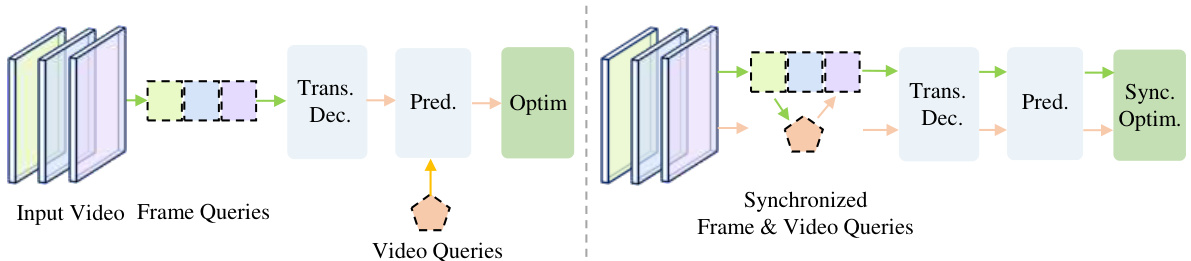 Trans.
Dec.
Pred.
Optim
Input Video
Frame Queries
Video Queries
Trans.
Dec.
Pred.
Sync.
Optim.
Synchronized
Frame & Video Queries